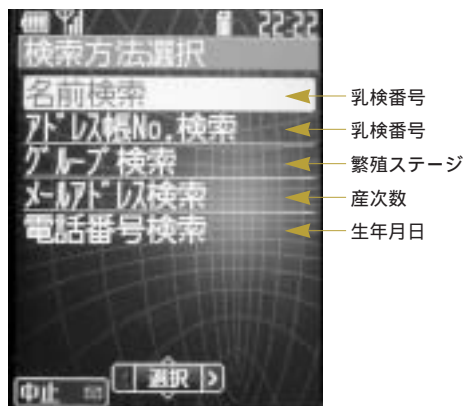 22:22
検索方法選択
名前検索
乳検番号
ｱﾄﾞﾚｽ帳No.検索
乳検番号
ｸﾞﾙｰﾌﾟ検索
繁殖ステージ
ﾒｰﾙｱﾄﾞﾚｽ検索
産次数
電話番号検索
生年月日
中止
選択